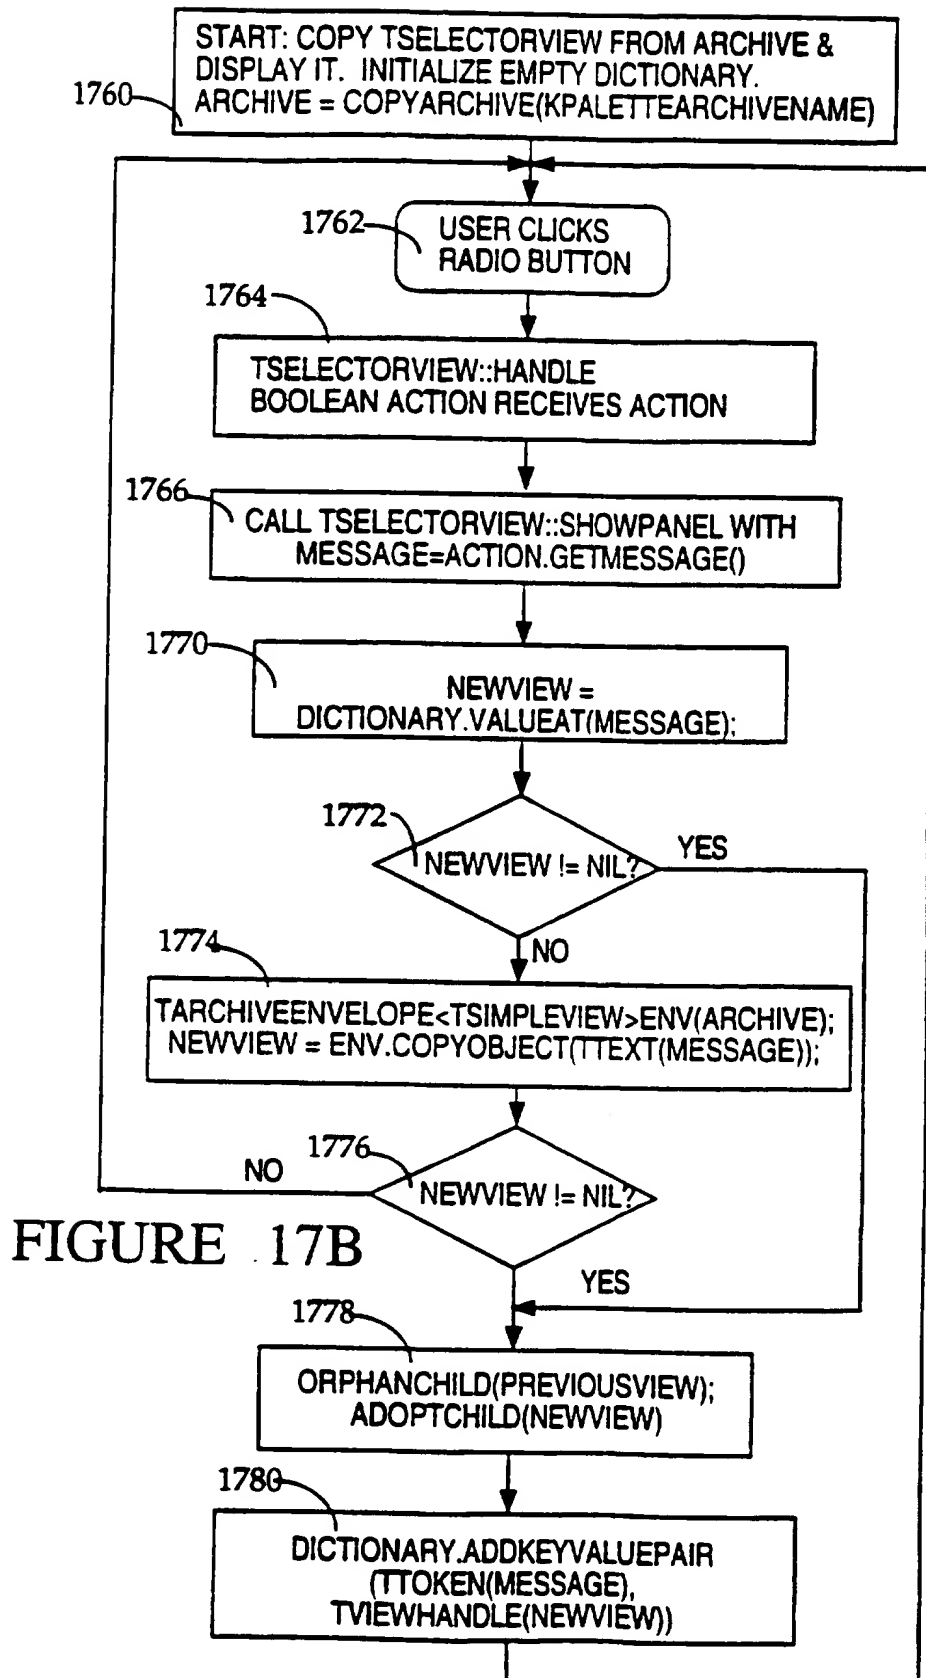 START: COPY TSELECTORVIEW FROM ARCHIVE &
DISPLAY IT. INITIALIZE EMPTY DICTIONARY.
ARCHIVE = COPYARCHIVE(KPALETTEARCHIVENAME)
1760
1762
USER CLICKS
RADIO BUTTON
1764
TSELECTORVIEW::HANDLE
BOOLEAN ACTION RECEIVES ACTION
1766
CALL TSELECTORVIEW::SHOWPANEL WITH
MESSAGE=ACTION.GETMESSAGE()
1770
NEWVIEW =
DICTIONARY.VALUEAT(MESSAGE);
1772
NEWVIEW != NIL?
YES
NO
1774
TARCHIVEENVELOPE<TSIMPLEVIEW>ENV(ARCHIVE);
NEWVIEW = ENV.COPYOBJECT(TTEXT(MESSAGE));
1776
NO
NEWVIEW != NIL?
FIGURE 17B
YES
1778
ORPHANCHILD(PREVIOUSVIEW);
ADOPTCHILD(NEWVIEW)
1780
DICTIONARY.ADDKEYVALUEPAIR
(TTOKEN(MESSAGE),
TVIEWHANDLE(NEWVIEW))